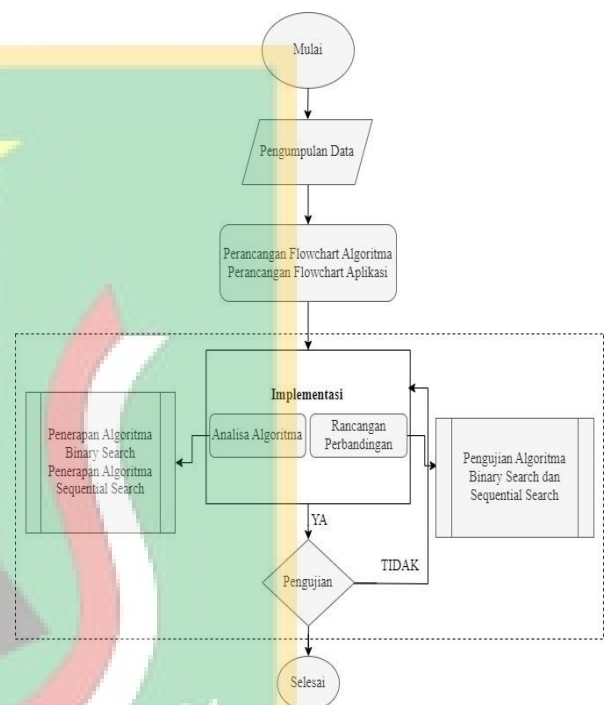 Mulai
Pengumpulan Data
Perancangan Flowchart Algoritma
Perancangan Flowchart Aplikasi
Implementasi
Analisa Algoritma
Rancangan
Perbandingan
Penerapan Algoritma
Binary Search
Penerapan Algoritma
Sequential Search
Pengujian Algoritma
Binary Search dan
Sequential Search
YA
Pengujian
TIDAK
Selesai